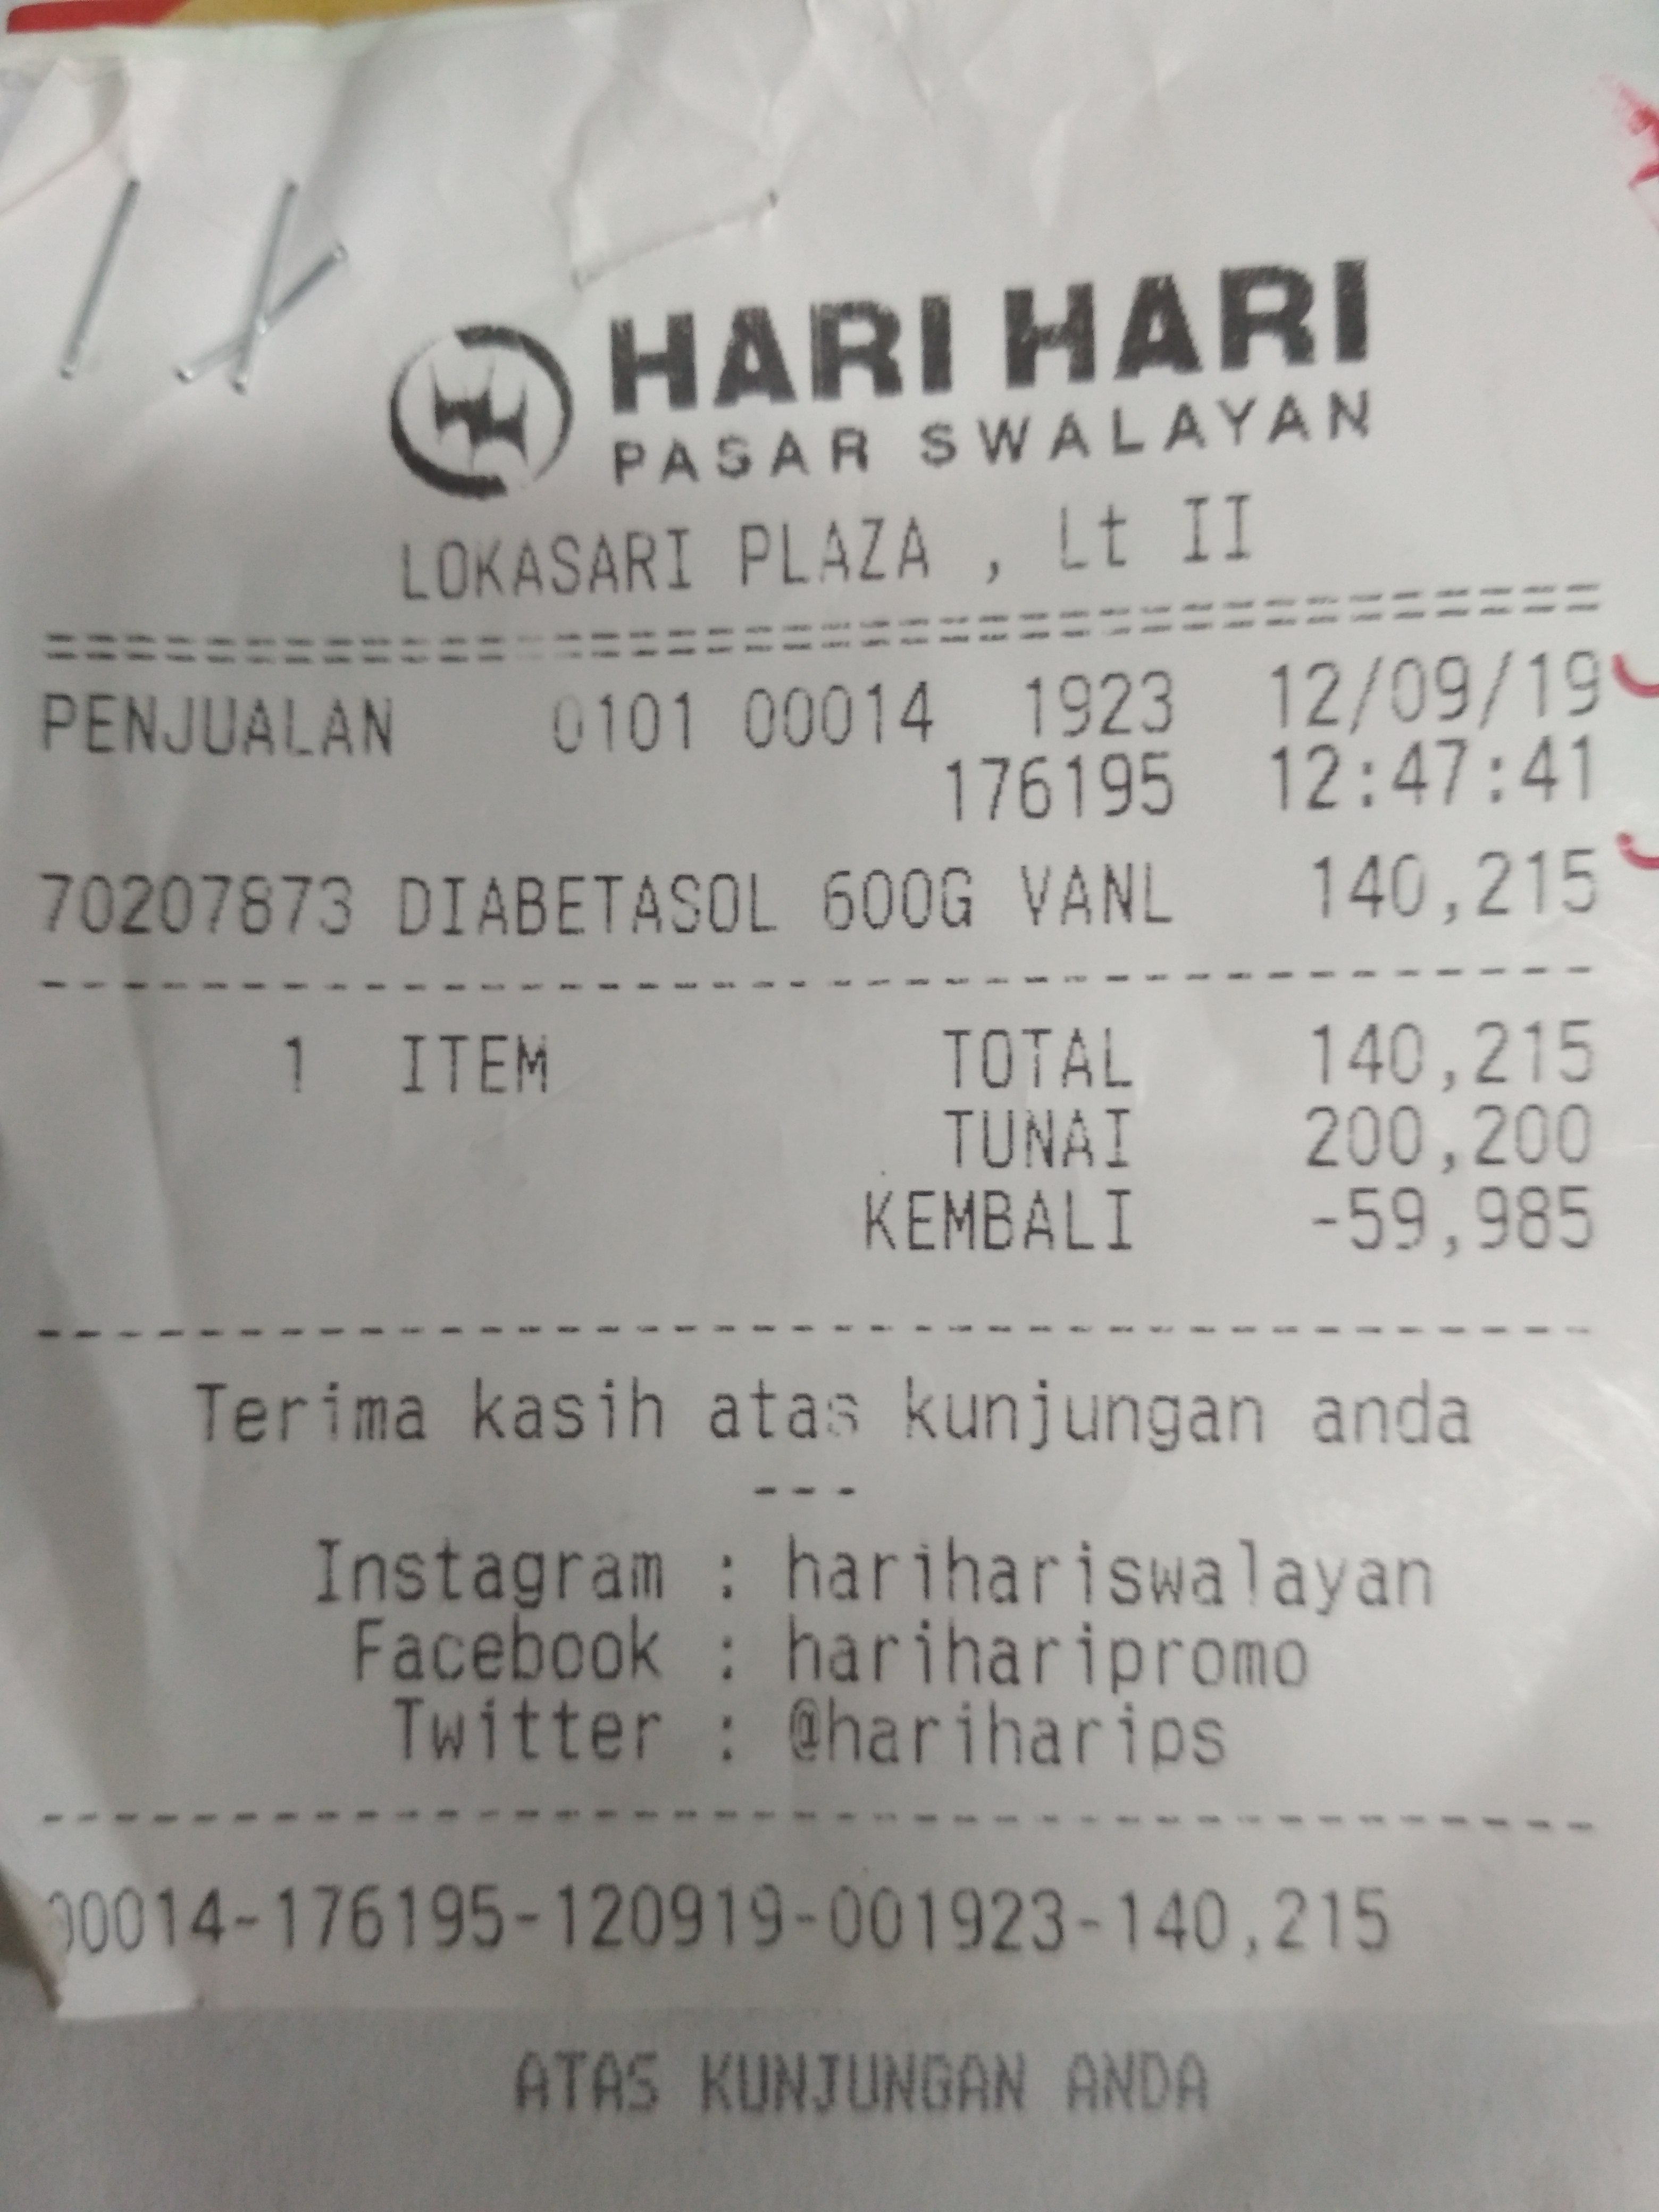 HARI HARI
PASAR SWALAYAN
LOKASARI PLAZA , Lt II
PENJUALAN 0101 00014 1923 12/09/19
176195 12:47:41
70207873 DIABETASOL 600G VANL 140,215
1 ITEM TOTAL 140,215
TUNAI 200,200
KEMBALI -59,985
Terima kasih atas kunjungan anda
---
Instagram : harihariswalayan
Facebook : hariharipromo
Twitter : @hariharips
00014-176195-120919-001923-140,215
ATAS KUNJUNGAN ANDA